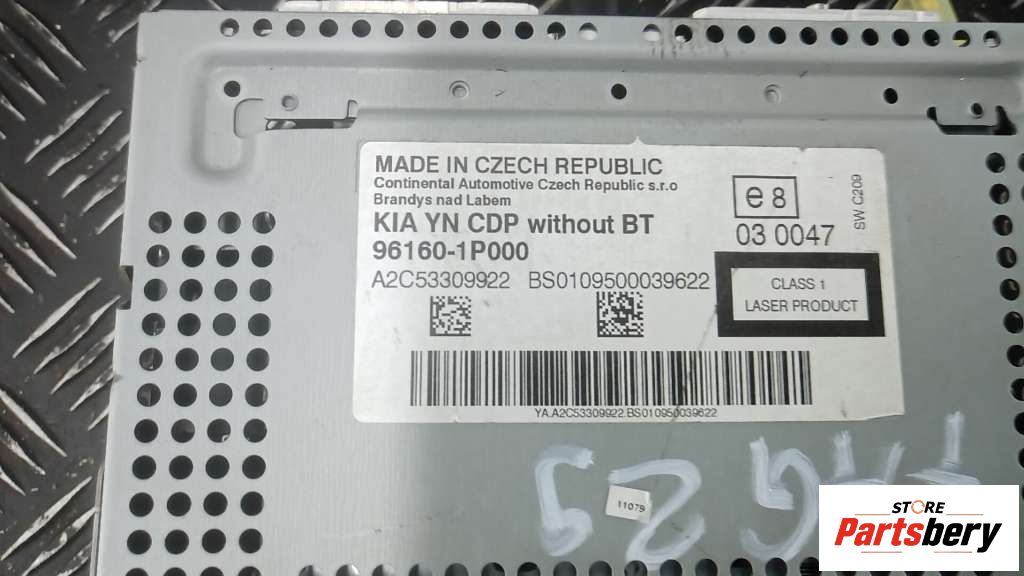 MADE IN CZECH REPUBLIC
Continental Automotive Czech Republic s.r.o
Brandys nad Labem
KIA YN CDP without BT
96160-1P000
A2C53309922 BS0109500039622
e8
03 0047
SW C209
CLASS 1
LASER PRODUCT
YA.A2C53309922.BS010950039622
11079
STORE
Partsbery